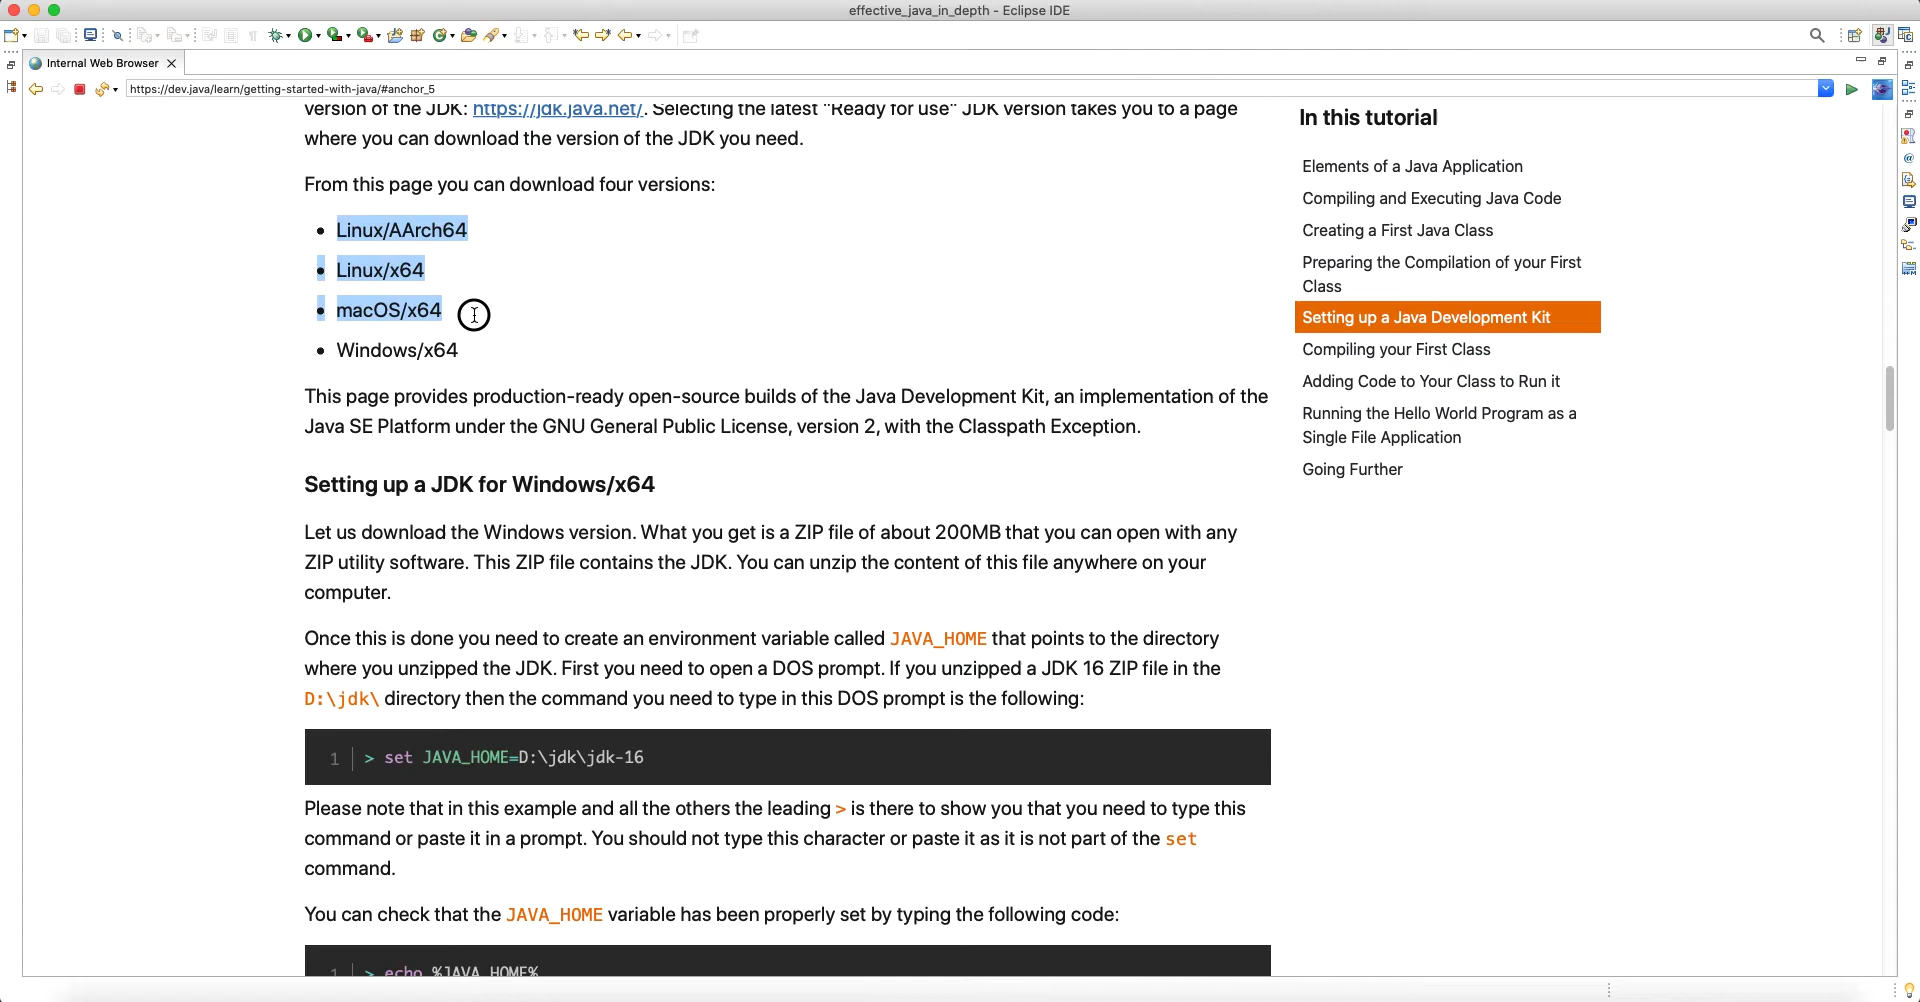 effective_java_in_depth - Eclipse IDE
Internal Web Browser
https://dev.java/learn/getting-started-with-java/#anchor_5
version of the JDK: https://jdk.java.net/. Selecting the latest "Ready for use" JDK version takes you to a page
where you can download the version of the JDK you need.
From this page you can download four versions:
• Linux/AArch64
• Linux/x64
• macOS/x64
• Windows/x64
This page provides production-ready open-source builds of the Java Development Kit, an implementation of the
Java SE Platform under the GNU General Public License, version 2, with the Classpath Exception.
Setting up a JDK for Windows/x64
Let us download the Windows version. What you get is a ZIP file of about 200MB that you can open with any
ZIP utility software. This ZIP file contains the JDK. You can unzip the content of this file anywhere on your
computer.
Once this is done you need to create an environment variable called JAVA_HOME that points to the directory
where you unzipped the JDK. First you need to open a DOS prompt. If you unzipped a JDK 16 ZIP file in the
D:\jdk\ directory then the command you need to type in this DOS prompt is the following:
1 > set JAVA_HOME=D:\jdk\jdk-16
Please note that in this example and all the others the leading > is there to show you that you need to type this
command or paste it in a prompt. You should not type this character or paste it as it is not part of the set
command.
You can check that the JAVA_HOME variable has been properly set by typing the following code:
1 > echo %JAVA_HOME%
In this tutorial
Elements of a Java Application
Compiling and Executing Java Code
Creating a First Java Class
Preparing the Compilation of your First
Class
Setting up a Java Development Kit
Compiling your First Class
Adding Code to Your Class to Run it
Running the Hello World Program as a
Single File Application
Going Further